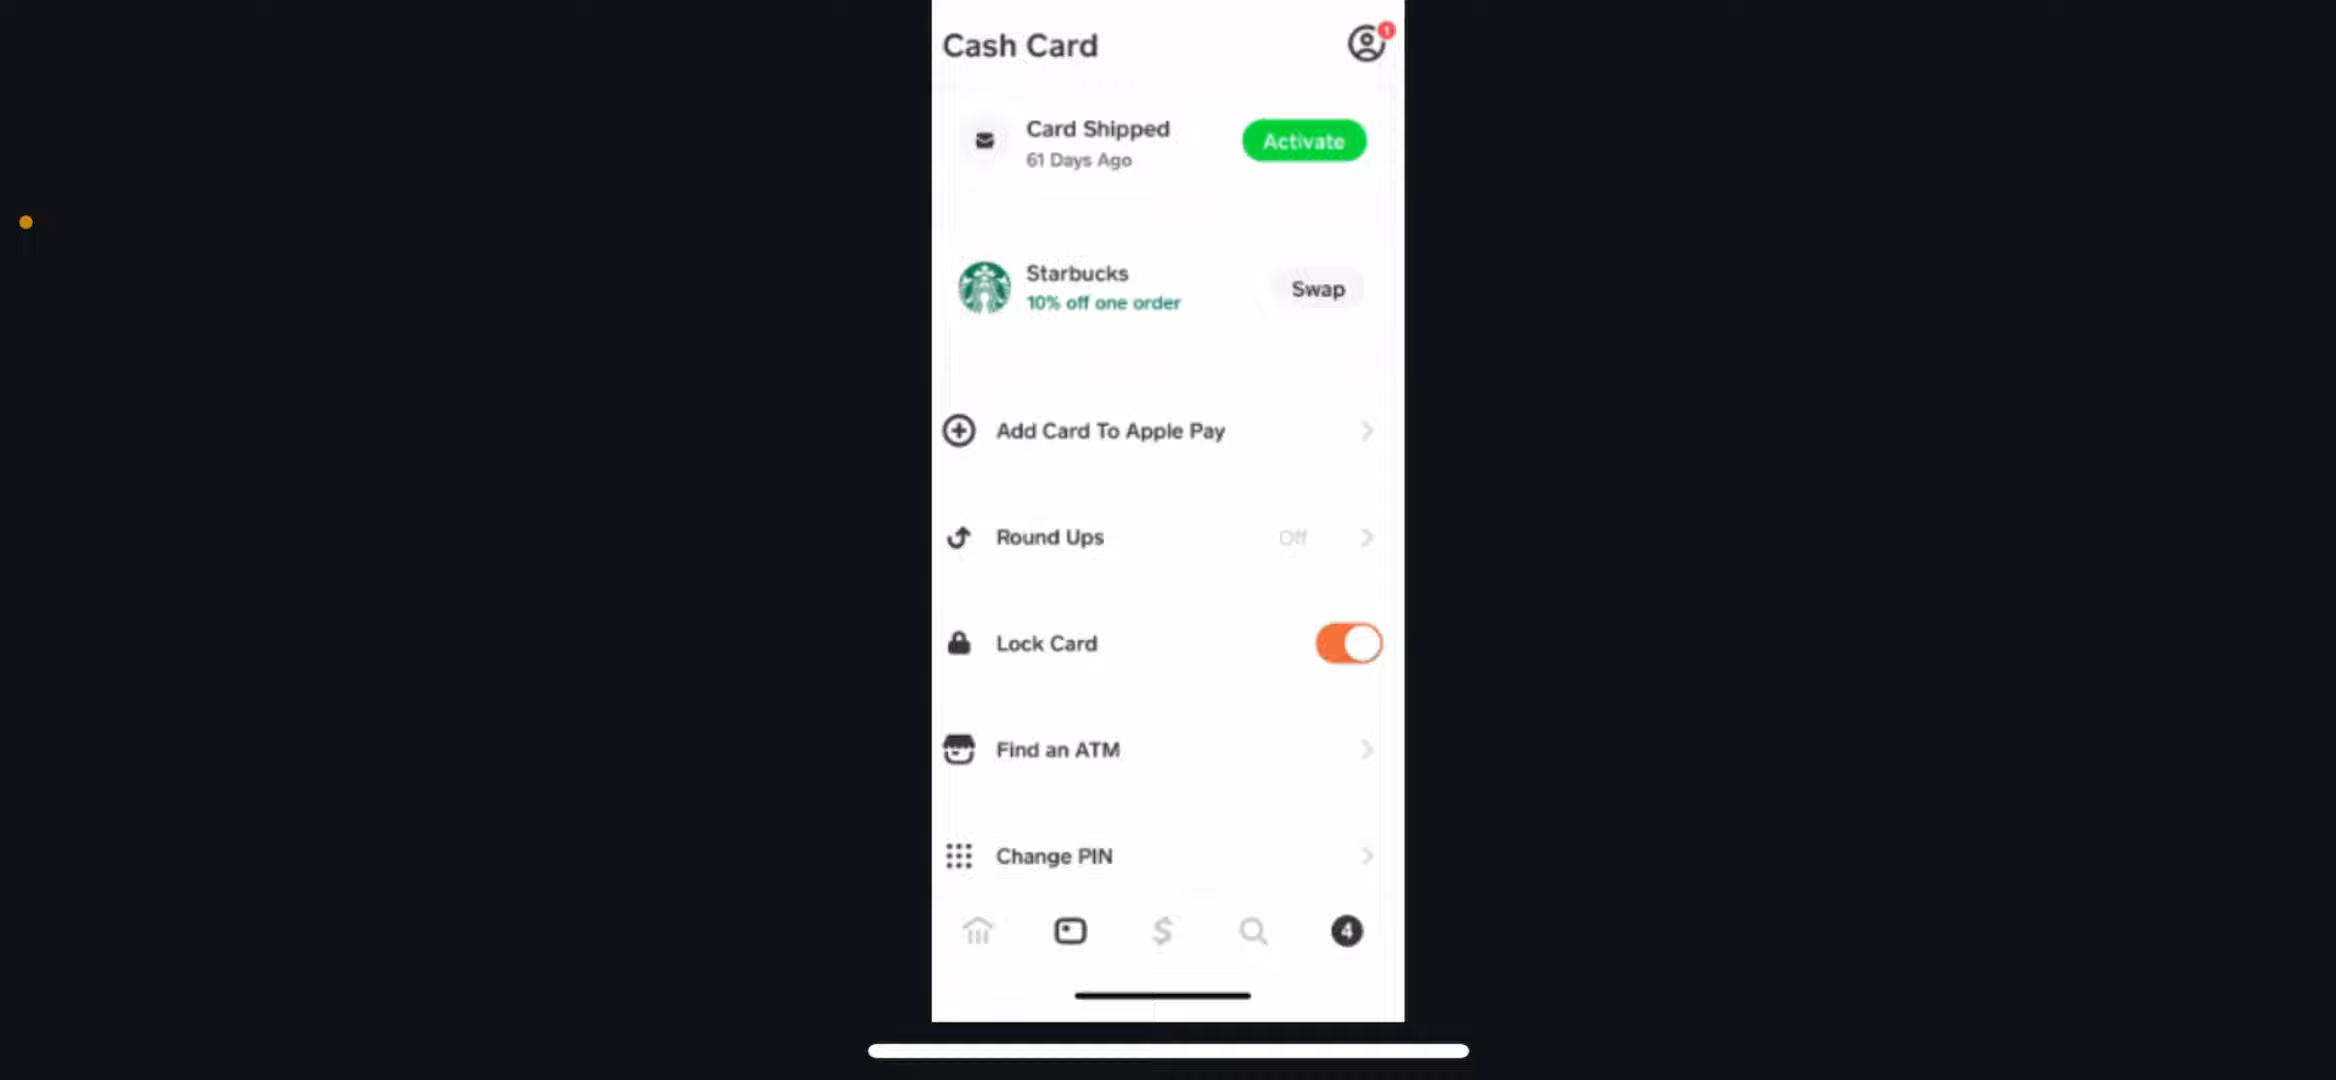 Cash Card
1
Card Shipped
61 Days Ago
Activate
Starbucks
10% off one order
Swap
Add Card To Apple Pay
Round Ups
Off
Lock Card
Find an ATM
Change PIN
$
4